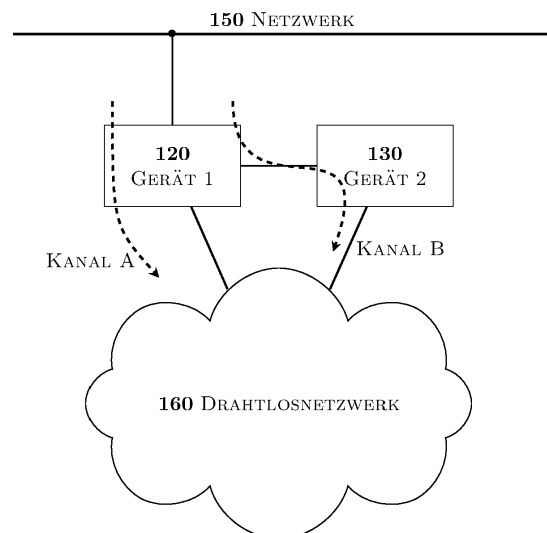 150 Netzwerk
120
Gerät 1
130
Gerät 2
Kanal A
Kanal B
160 Drahtlosnetzwerk